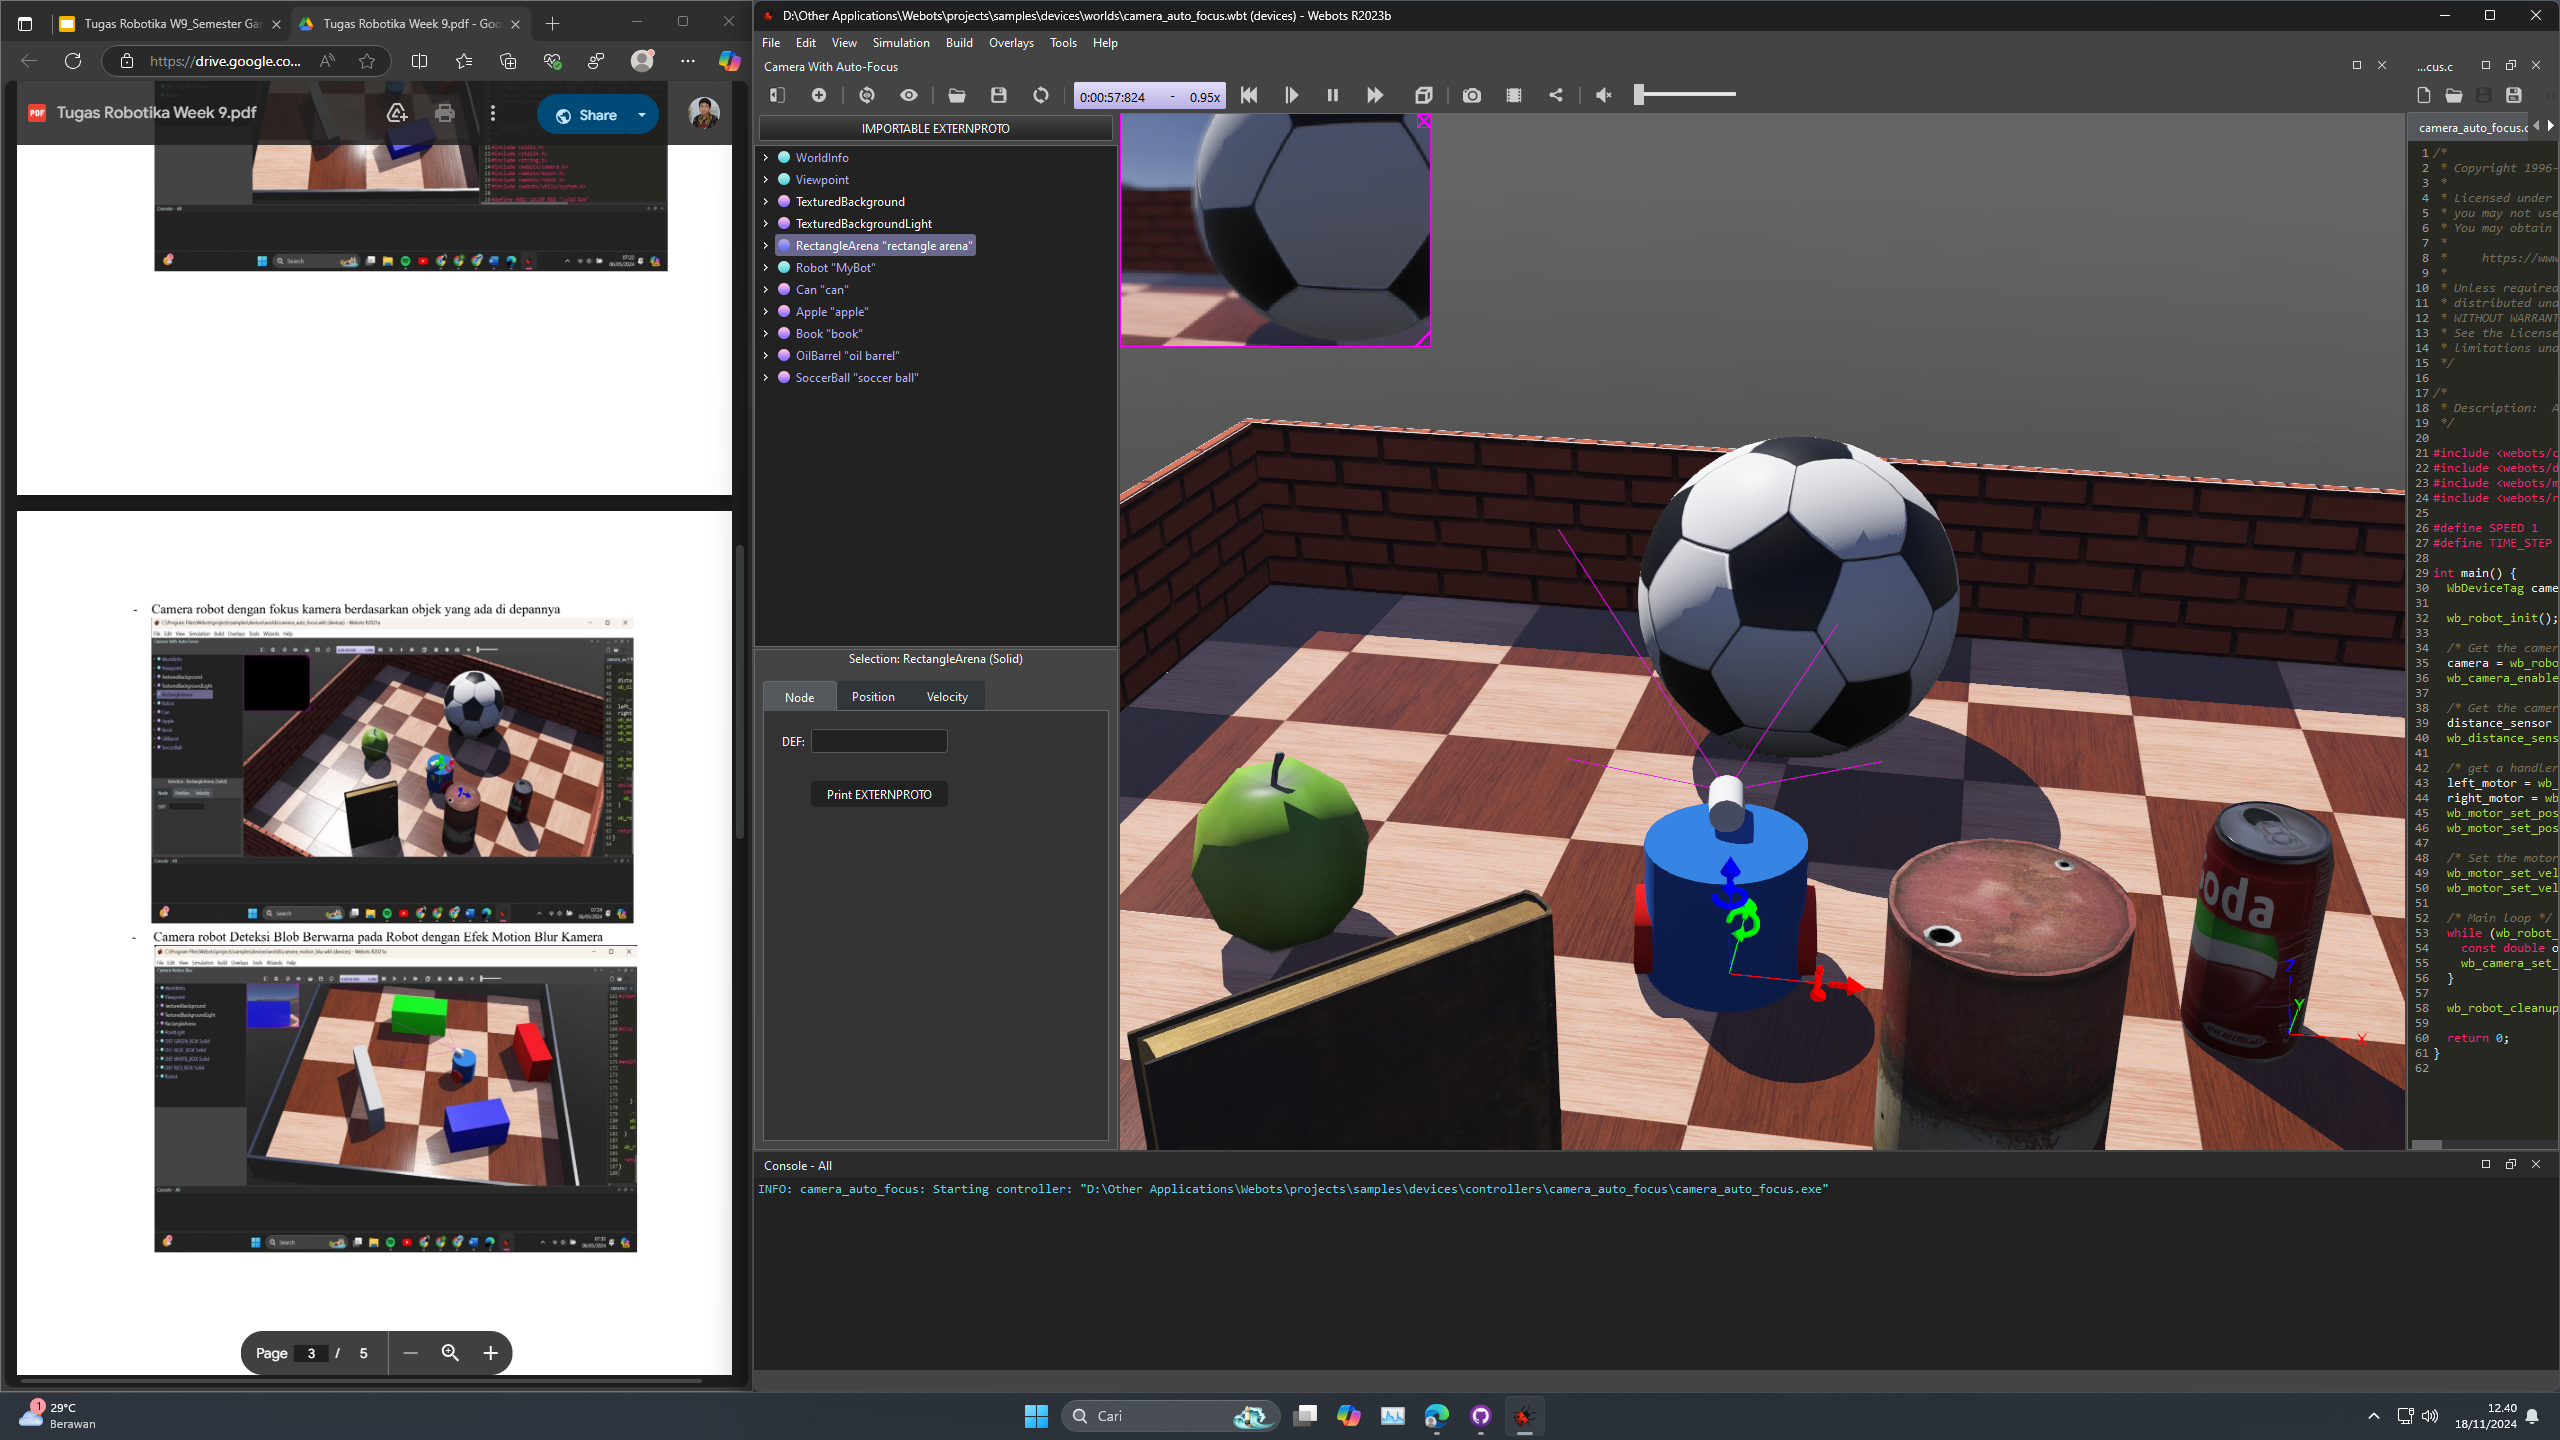 Tugas Robotika W9_Semester Ga
Tugas Robotika Week 9.pdf - Goo
https://drive.google.co...
Tugas Robotika Week 9.pdf
Share
- Camera robot dengan fokus kamera berdasarkan objek yang ada di depannya
- Camera robot Deteksi Blob Berwarna pada Robot dengan Efek Motion Blur Kamera
Page 3 / 5
D:\Other Applications\Webots\projects\samples\devices\worlds\camera_auto_focus.wbt (devices) - Webots R2023b
File Edit View Simulation Build Overlays Tools Help
Camera With Auto-Focus
0:00:57:824 - 0.95x
IMPORTABLE EXTERNPROTO
WorldInfo
Viewpoint
TexturedBackground
TexturedBackgroundLight
RectangleArena "rectangle arena"
Robot "MyBot"
Can "can"
Apple "apple"
Book "book"
OilBarrel "oil barrel"
SoccerBall "soccer ball"
Selection: RectangleArena (Solid)
Node Position Velocity
DEF:
Print EXTERNPROTO
oda
X
Y
Z
...cus.c
camera_auto_focus.c
1 /*
2 * Copyright 1996-
3 *
4 * Licensed under
5 * you may not use
6 * You may obtain
7 *
8 * https://www
9 *
10 * Unless required
11 * distributed und
12 * WITHOUT WARRANT
13 * See the License
14 * limitations und
15 */
16
17 /*
18 * Description: A
19 */
20
21 #include <webots/c
22 #include <webots/d
23 #include <webots/m
24 #include <webots/r
25
26 #define SPEED 1
27 #define TIME_STEP
28
29 int main() {
30 WbDeviceTag came
31
32 wb_robot_init();
33
34 /* Get the camer
35 camera = wb_robo
36 wb_camera_enable
37
38 /* Get the camer
39 distance_sensor
40 wb_distance_sens
41
42 /* get a handler
43 left_motor = wb_
44 right_motor = wb
45 wb_motor_set_pos
46 wb_motor_set_pos
47
48 /* Set the motor
49 wb_motor_set_vel
50 wb_motor_set_vel
51
52 /* Main loop */
53 while (wb_robot_
54 const double o
55 wb_camera_set_
56 }
57
58 wb_robot_cleanup
59
60 return 0;
61 }
62
Console - All
INFO: camera_auto_focus: Starting controller: "D:\Other Applications\Webots\projects\samples\devices\controllers\camera_auto_focus\camera_auto_focus.exe"
1
29°C
Berawan
Cari
12.40
18/11/2024